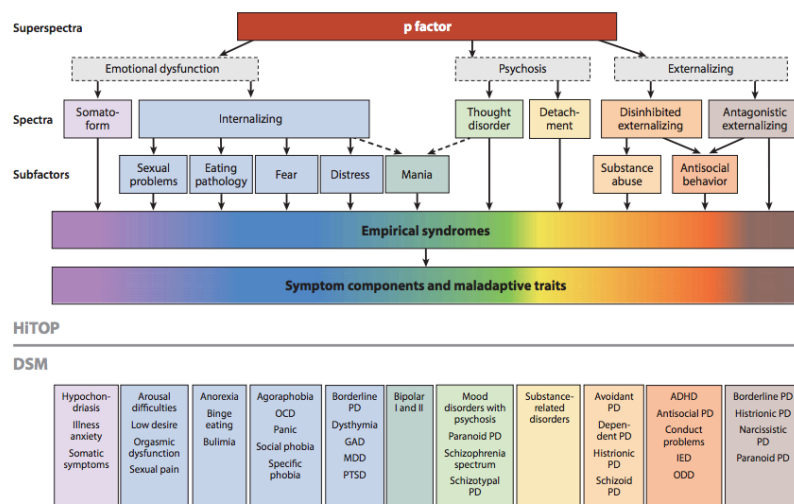 Superspectra
p factor
Emotional dysfunction
Psychosis
Externalizing
Spectra
Somato-
form
Internalizing
Thought
disorder
Detach-
ment
Disinhibited
externalizing
Antagonistic
externalizing
Subfactors
Sexual
problems
Eating
pathology
Fear
Distress
Mania
Substance
abuse
Antisocial
behavior
Empirical syndromes
Symptom components and maladaptive traits
HiTOP
DSM
Hypochon-
driasis
Illness
anxiety
Somatic
symptoms
Arousal
difficulties
Low desire
Orgasmic
dysfunction
Sexual pain
Anorexia
Binge
eating
Bulimia
Agoraphobia
OCD
Panic
Social phobia
Specific
phobia
Borderline
PD
Dysthymia
GAD
MDD
PTSD
Bipolar
I and II
Mood
disorders with
psychosis
Paranoid PD
Schizophrenia
spectrum
Schizotypal
PD
Substance-
related
disorders
Avoidant
PD
Depen-
dent PD
Histrionic
PD
Schizoid
PD
ADHD
Antisocial PD
Conduct
problems
IED
ODD
Borderline PD
Histrionic PD
Narcissistic
PD
Paranoid PD